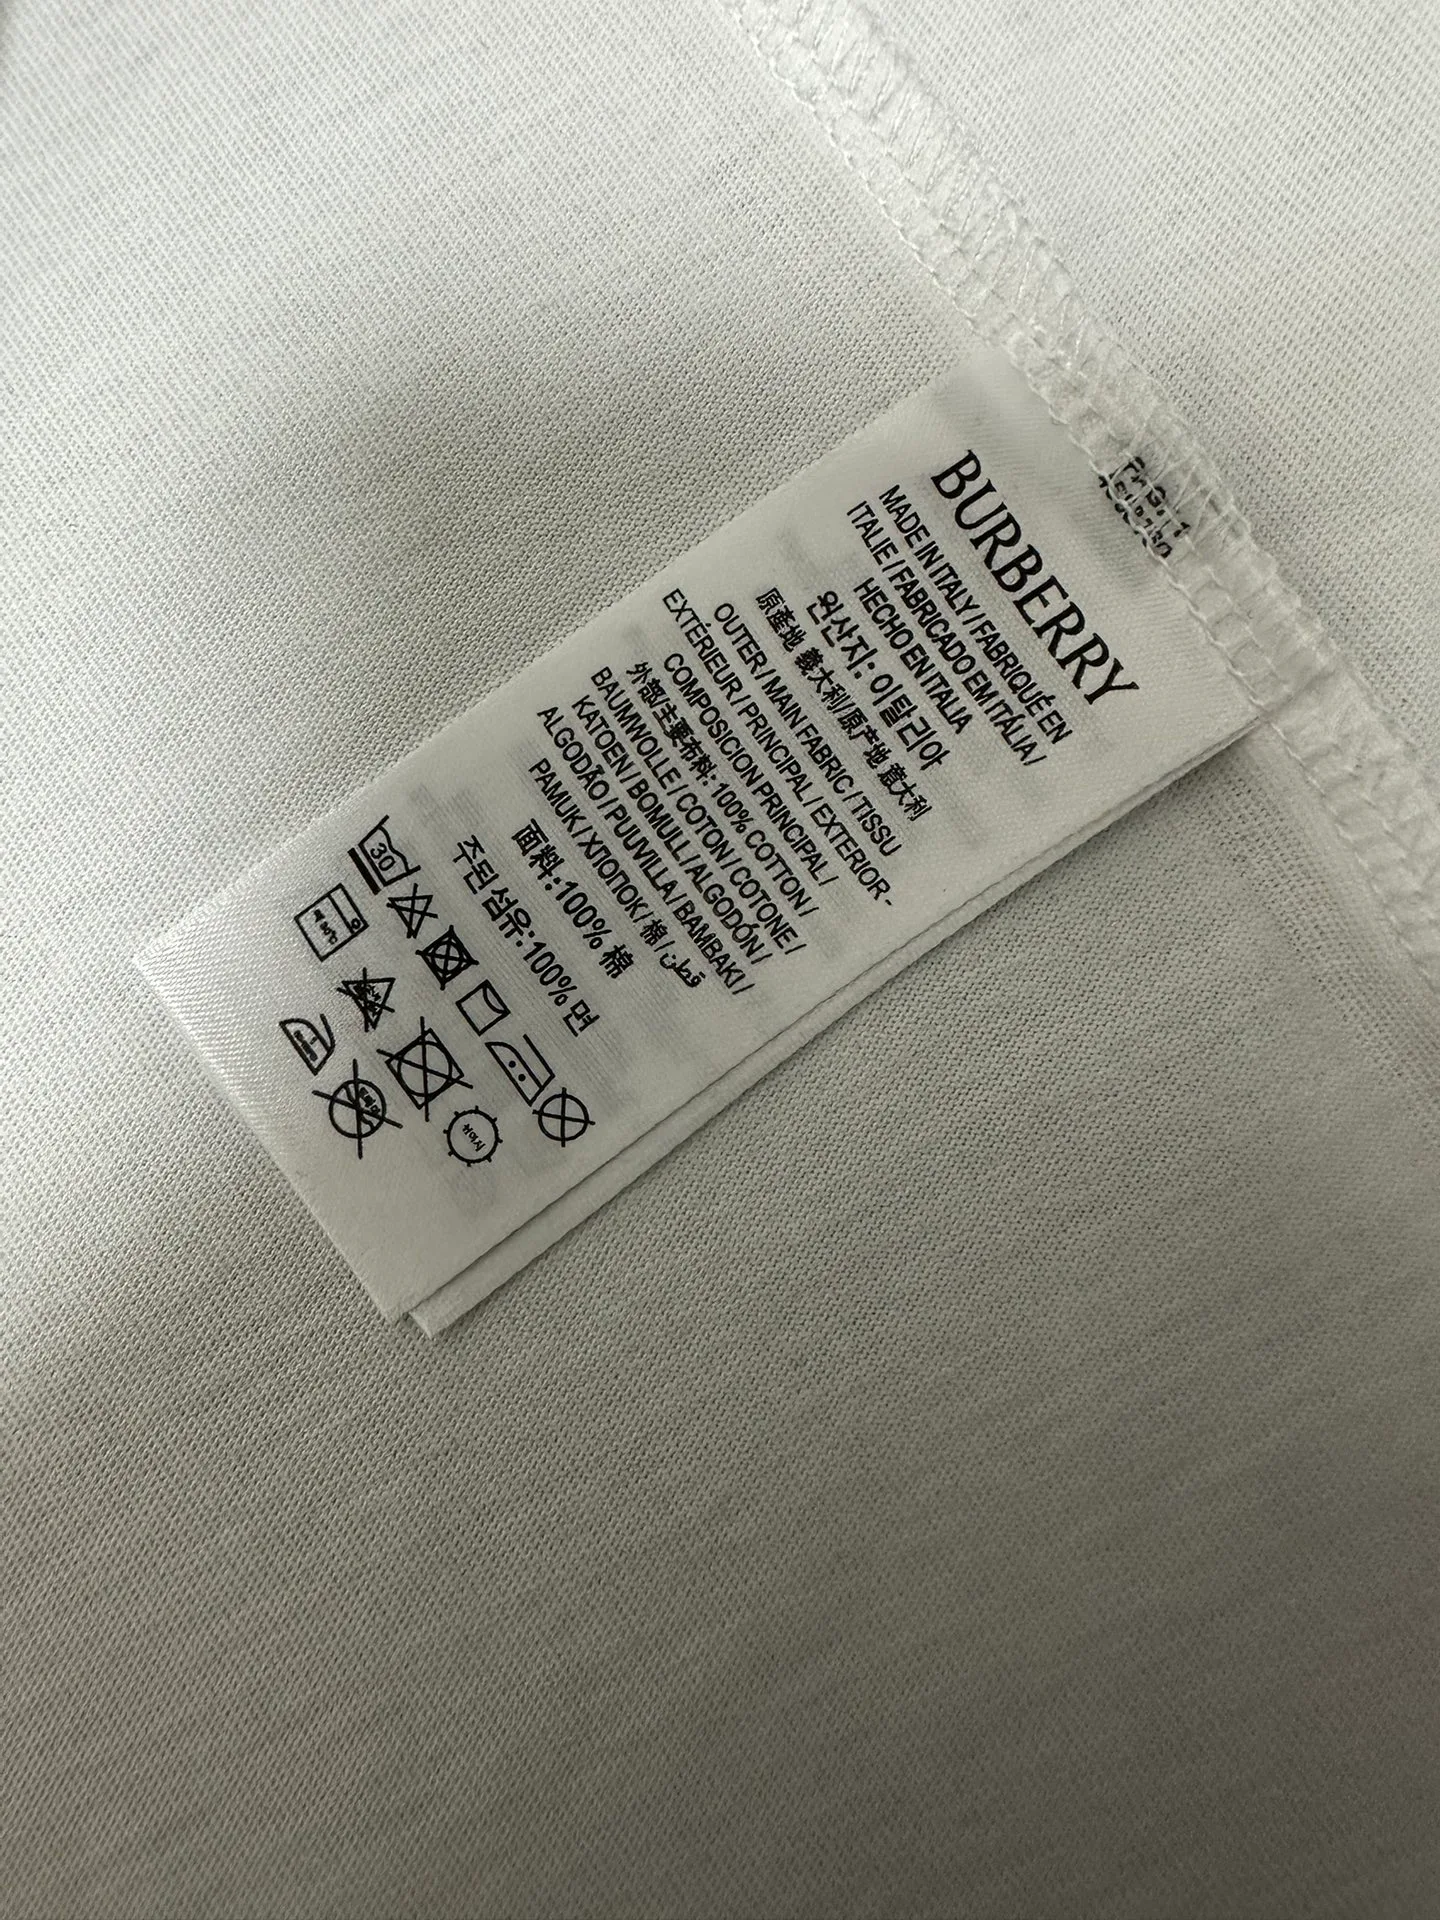 BURBERRY
MADE IN ITALY / FABRIQUÉ EN
ITALIE / FABRICADO EM ITÁLIA /
HECHO EN ITALIA
원산지: 이탈리아
原產地 義大利/原产地 意大利
OUTER / MAIN FABRIC / TISSU
EXTÉRIEUR / PRINCIPAL / EXTERIOR -
COMPOSICION PRINCIPAL /
外部/主要布料: 100% COTTON /
BAUMWOLLE / COTON / COTONE /
KATOEN / BOMULL / ALGODÓN /
ALGODÃO / PUUVILLA / BAMBAKI /
PAMUK / ХЛОПОК / 棉 / قطن
面料:100% 棉
주된 섬유:100% 면
30